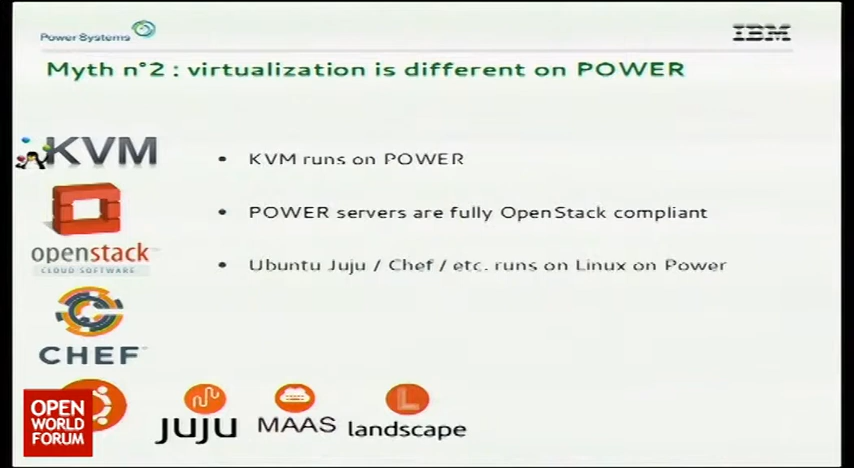 Power Systems
IBM
Myth n°2 : virtualization is different on POWER
KVM
• KVM runs on POWER
• POWER servers are fully OpenStack compliant
openstack
CLOUD SOFTWARE
• Ubuntu Juju / Chef / etc. runs on Linux on Power
CHEF
OPEN
WORLD
FORUM
juju
MAAS
L
landscape